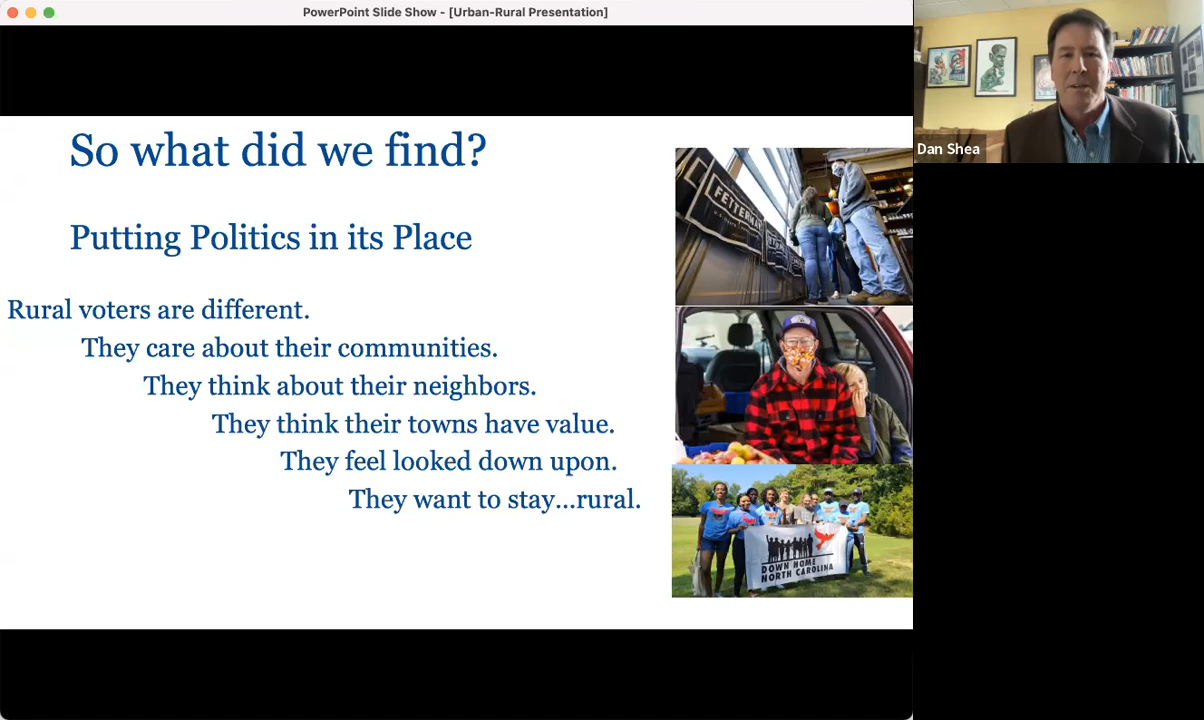 PowerPoint Slide Show - [Urban-Rural Presentation]
So what did we find?
Putting Politics in its Place
Rural voters are different.
They care about their communities.
They think about their neighbors.
They think their towns have value.
They feel looked down upon.
They want to stay...rural.
FETTERMAN
DOWN HOME
NORTH CAROLINA
Dan Shea